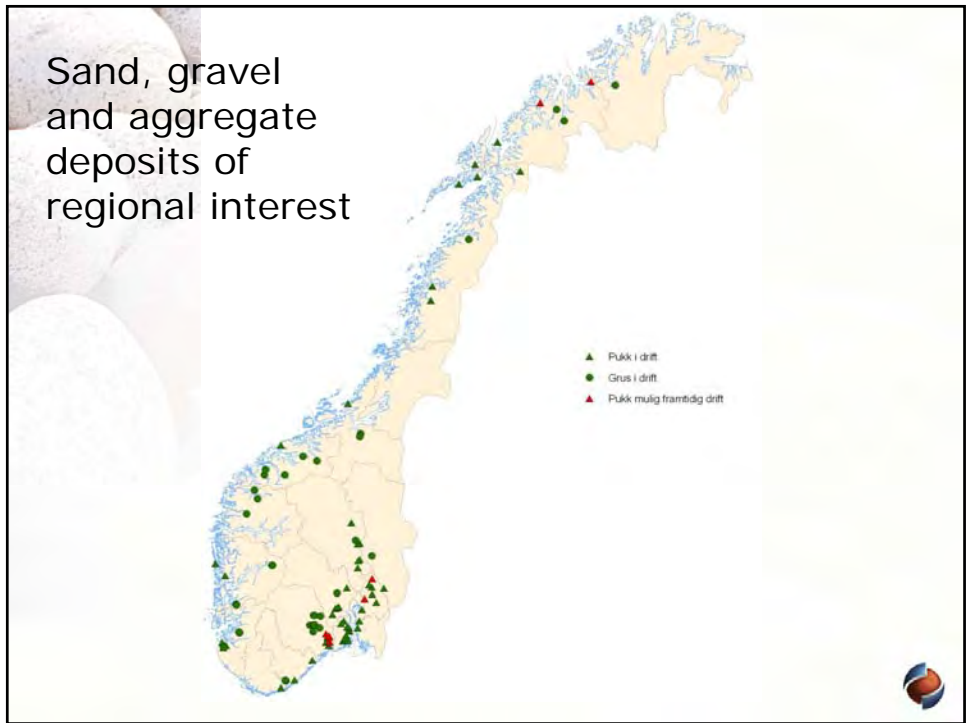 Sand, gravel
and aggregate
deposits of
regional interest
Pukk i drift
Grus i drift
Pukk mulig framtidig drift